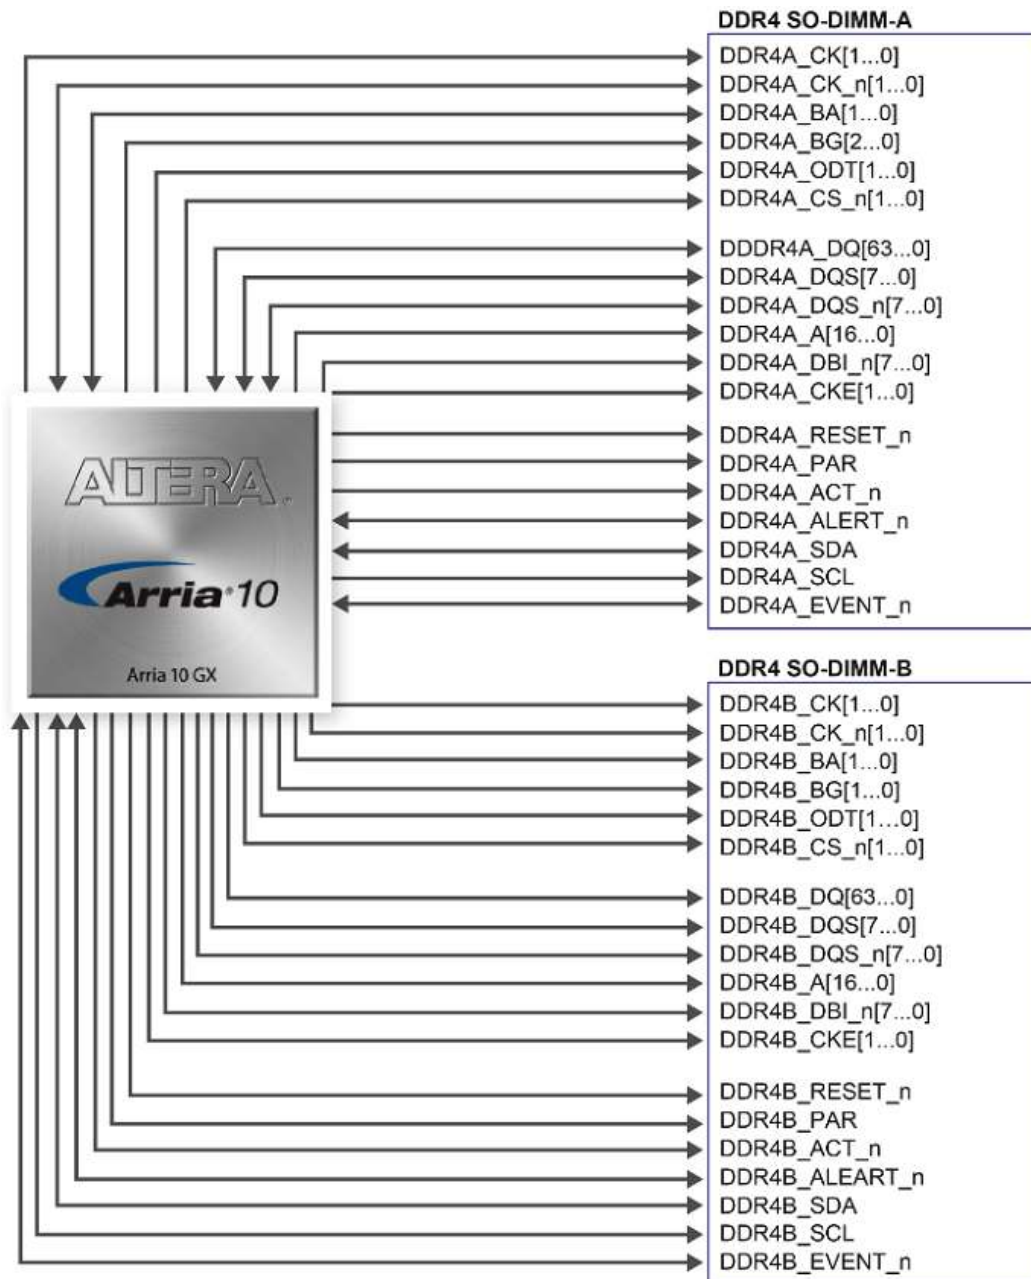 DDR4 SO-DIMM-A
DDR4A_CK[1...0]
DDR4A_CK_n[1...0]
DDR4A_BA[1...0]
DDR4A_BG[2...0]
DDR4A_ODT[1...0]
DDR4A_CS_n[1...0]
DDDR4A_DQ[63...0]
DDR4A_DQS[7...0]
DDR4A_DQS_n[7...0]
DDR4A_A[16...0]
DDR4A_DBI_n[7...0]
DDR4A_CKE[1...0]
DDR4A_RESET_n
DDR4A_PAR
DDR4A_ACT_n
DDR4A_ALERT_n
DDR4A_SDA
DDR4A_SCL
DDR4A_EVENT_n
ALTERA®
Arria®10
Arria 10 GX
DDR4 SO-DIMM-B
DDR4B_CK[1...0]
DDR4B_CK_n[1...0]
DDR4B_BA[1...0]
DDR4B_BG[1...0]
DDR4B_ODT[1...0]
DDR4B_CS_n[1...0]
DDR4B_DQ[63...0]
DDR4B_DQS[7...0]
DDR4B_DQS_n[7...0]
DDR4B_A[16...0]
DDR4B_DBI_n[7...0]
DDR4B_CKE[1...0]
DDR4B_RESET_n
DDR4B_PAR
DDR4B_ACT_n
DDR4B_ALEART_n
DDR4B_SDA
DDR4B_SCL
DDR4B_EVENT_n